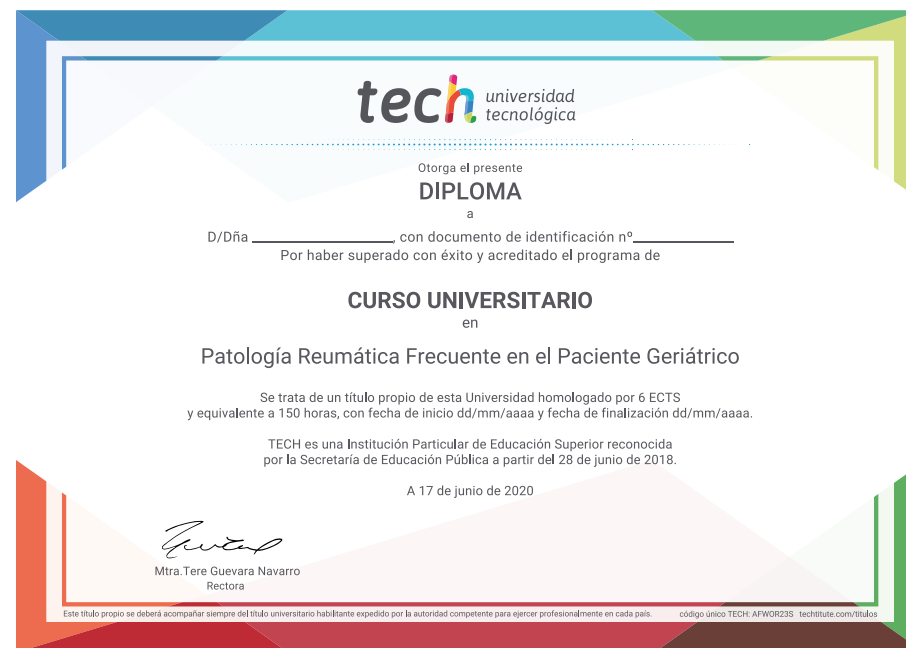 tech universidad
tecnológica
Otorga el presente
DIPLOMA
a
D/Dña ____________________, con documento de identificación nº______________
Por haber superado con éxito y acreditado el programa de
CURSO UNIVERSITARIO
en
Patología Reumática Frecuente en el Paciente Geriátrico
Se trata de un título propio de esta Universidad homologado por 6 ECTS
y equivalente a 150 horas, con fecha de inicio dd/mm/aaaa y fecha de finalización dd/mm/aaaa.
TECH es una Institución Particular de Educación Superior reconocida
por la Secretaría de Educación Pública a partir del 28 de junio de 2018.
A 17 de junio de 2020
Mtra.Tere Guevara Navarro
Rectora
Este título propio se deberá acompañar siempre del título universitario habilitante expedido por la autoridad competente para ejercer profesionalmente en cada país. código único TECH: AFWOR23S techtitute.com/titulos